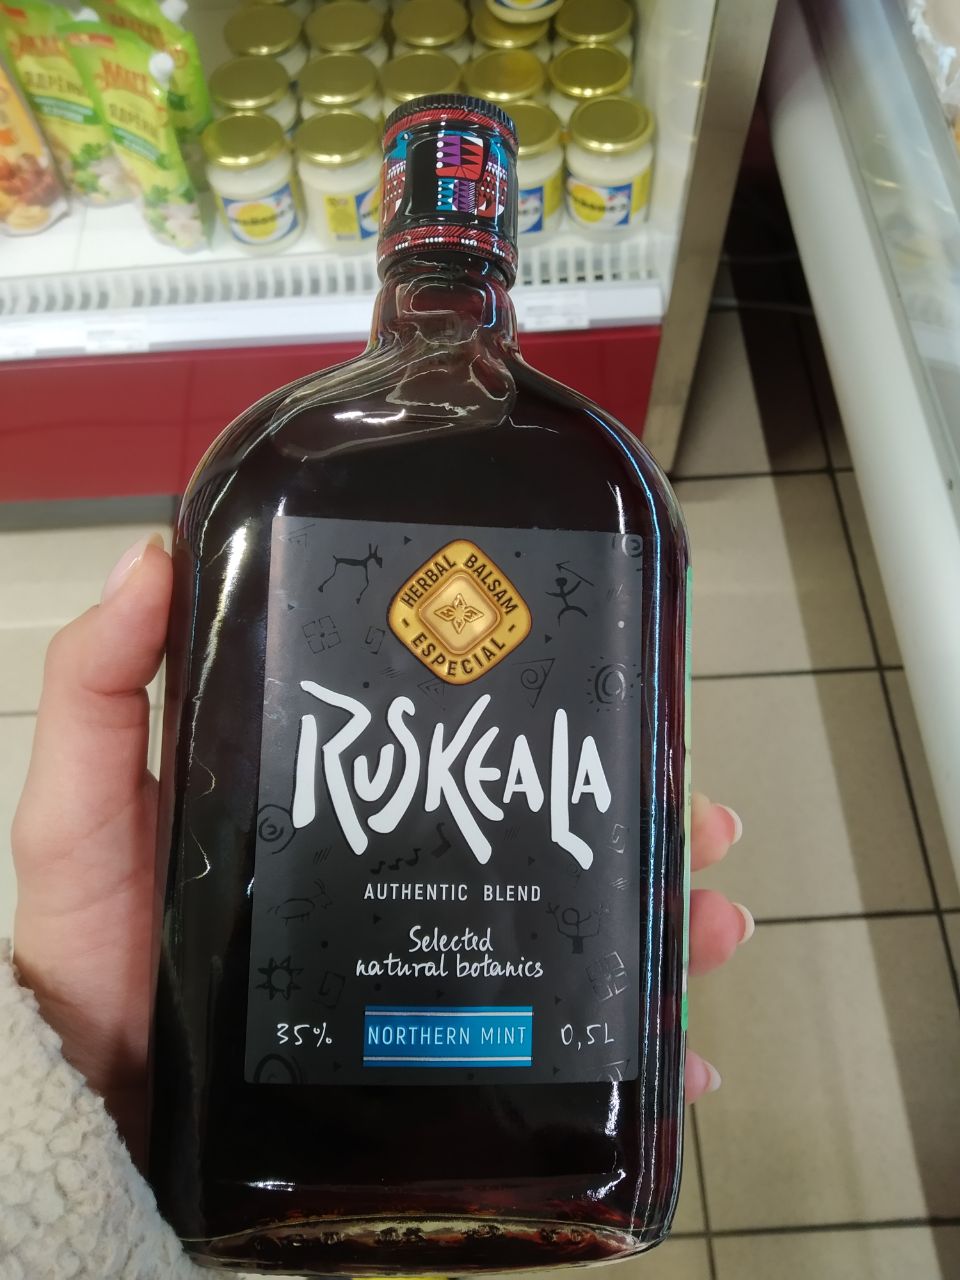 HERBAL BALSAM
- ESPECIAL -
RUSKEALA
AUTHENTIC BLEND
Selected
natural botanics
35% NORTHERN MINT 0,5L